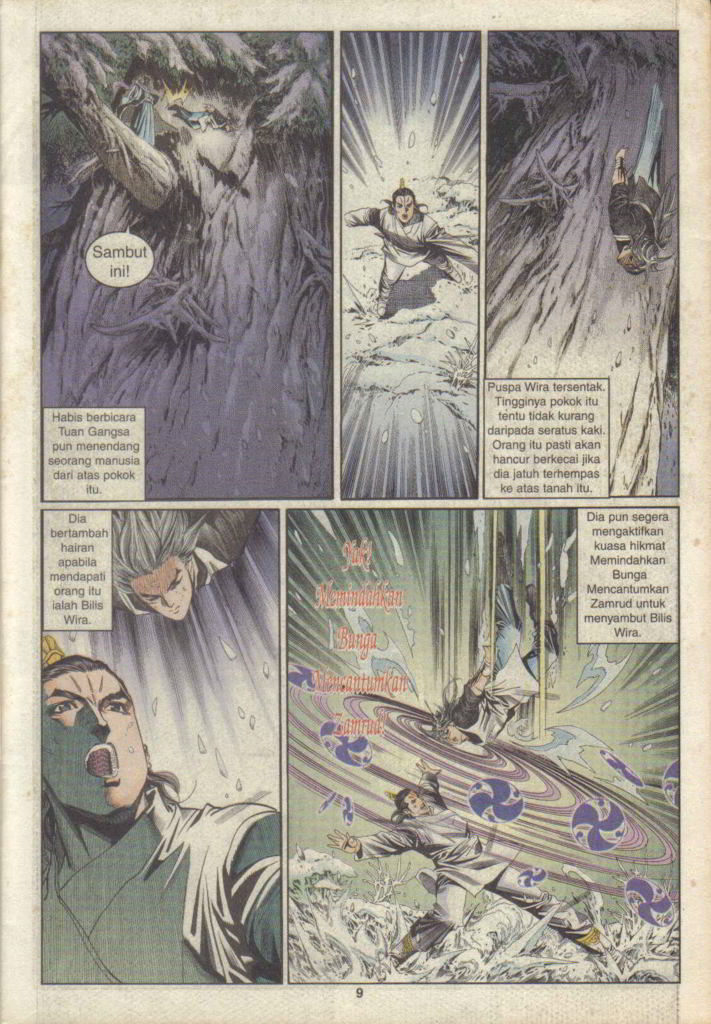 Sambut
ini!
Habis berbicara
Tuan Gangsa
pun menendang
seorang manusia
dari atas pokok
itu.
Puspa Wira tersentak.
Tingginya pokok itu
tentu tidak kurang
daripada seratus kaki.
Orang itu pasti akan
hancur berkecai jika
dia jatuh terhempas
ke atas tanah itu.
Dia
bertambah
hairan
apabila
mendapati
orang itu
ialah Bilis
Wira.
Nah!
Memindahkan
Bunga
Mencantumkan
Zamrud!
Dia pun segera
mengaktifkan
kuasa hikmat
Memindahkan
Bunga
Mencantumkan
Zamrud untuk
menyambut Bilis
Wira.
9